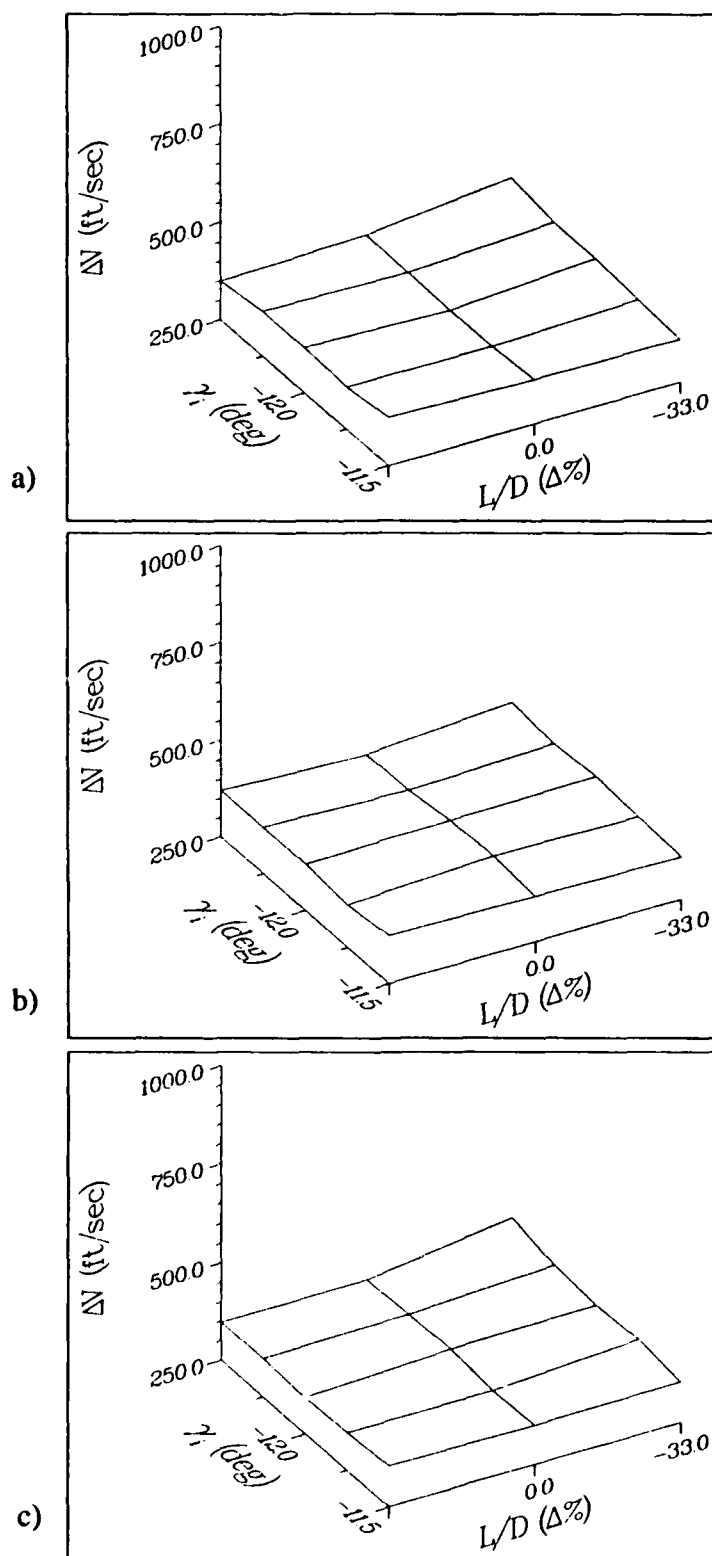 1000.0
750.0
500.0
250.0
ΔV (ft/sec)
γi (deg)
-12.0
-11.5
0.0
-33.0
L/D (Δ%)
a)
1000.0
750.0
500.0
250.0
ΔV (ft/sec)
γi (deg)
-12.0
-11.5
0.0
-33.0
L/D (Δ%)
b)
1000.0
750.0
500.0
250.0
ΔV (ft/sec)
γi (deg)
-12.0
-11.5
0.0
-33.0
L/D (Δ%)
c)